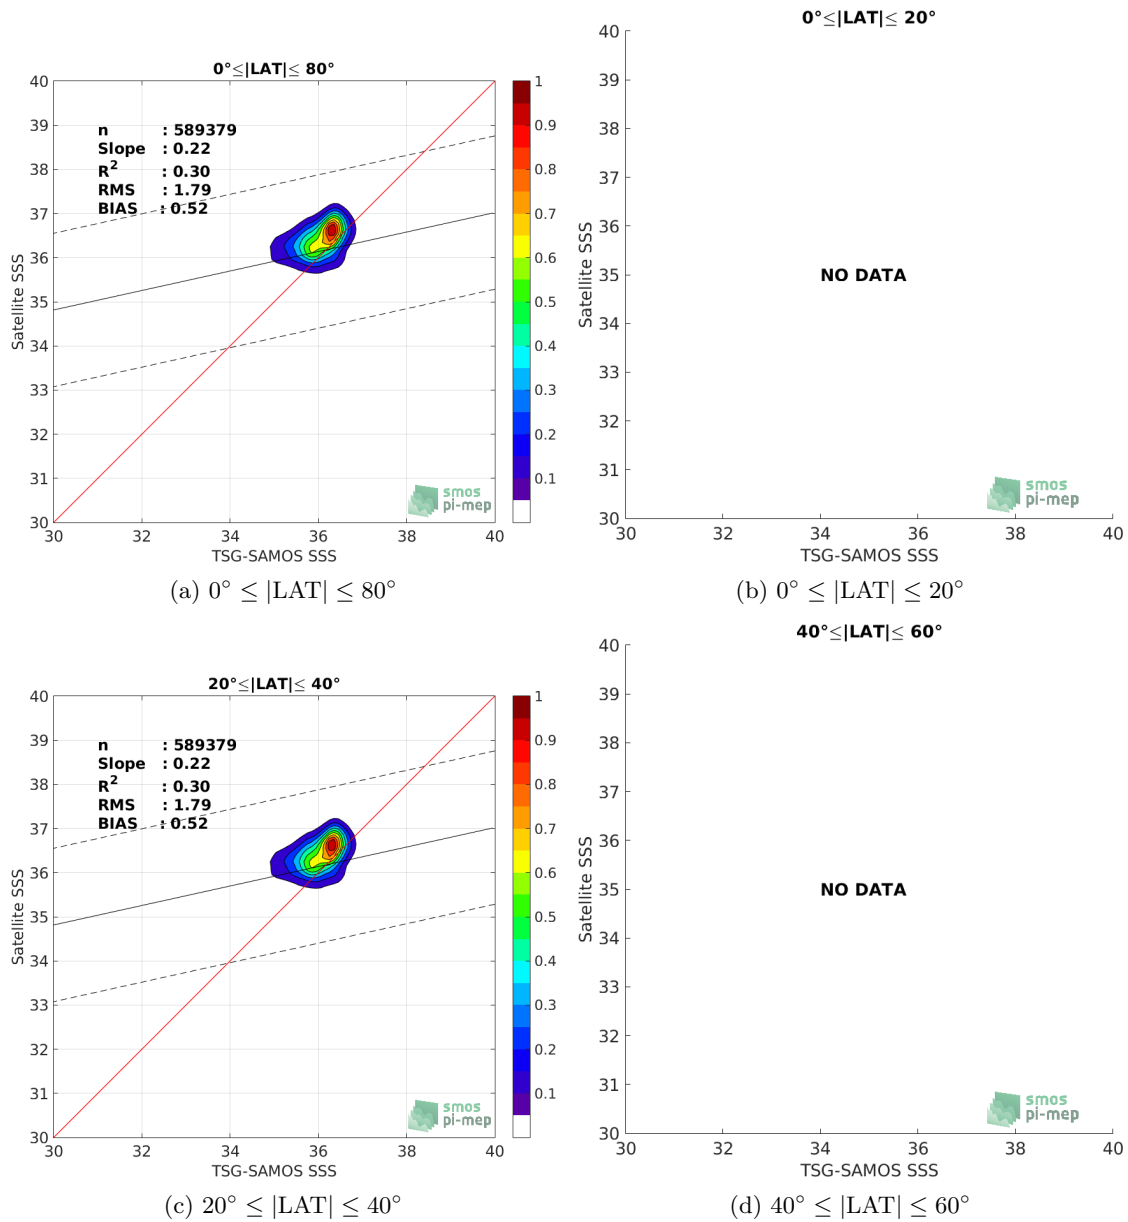 0°≤|LAT|≤ 80°
40
39
38
37
36
35
34
33
32
31
30
Satellite SSS
n : 589379
Slope : 0.22
R² : 0.30
RMS : 1.79
BIAS : 0.52
1
0.9
0.8
0.7
0.6
0.5
0.4
0.3
0.2
0.1
smos
pi-mep
30 32 34 36 38 40
TSG-SAMOS SSS
(a) 0° ≤ |LAT| ≤ 80°
0°≤|LAT|≤ 20°
40
39
38
37
36
35
34
33
32
31
30
Satellite SSS
NO DATA
smos
pi-mep
30 32 34 36 38 40
TSG-SAMOS SSS
(b) 0° ≤ |LAT| ≤ 20°
20°≤|LAT|≤ 40°
40
39
38
37
36
35
34
33
32
31
30
Satellite SSS
n : 589379
Slope : 0.22
R² : 0.30
RMS : 1.79
BIAS : 0.52
1
0.9
0.8
0.7
0.6
0.5
0.4
0.3
0.2
0.1
smos
pi-mep
30 32 34 36 38 40
TSG-SAMOS SSS
(c) 20° ≤ |LAT| ≤ 40°
40°≤|LAT|≤ 60°
40
39
38
37
36
35
34
33
32
31
30
Satellite SSS
NO DATA
smos
pi-mep
30 32 34 36 38 40
TSG-SAMOS SSS
(d) 40° ≤ |LAT| ≤ 60°